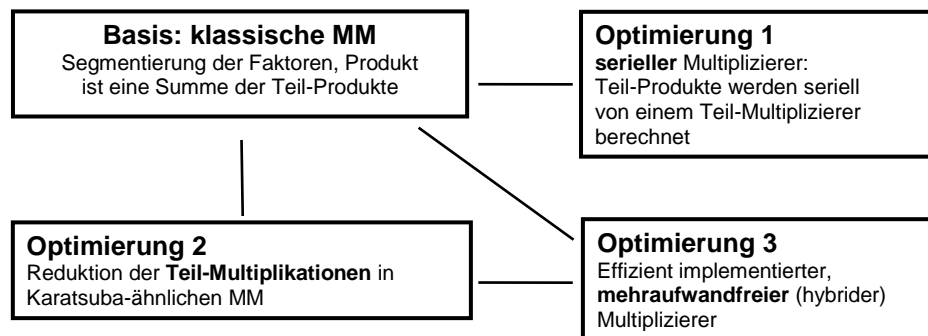 Basis: klassische MM
Segmentierung der Faktoren, Produkt
ist eine Summe der Teil-Produkte
Optimierung 1
serieller Multiplizierer:
Teil-Produkte werden seriell
von einem Teil-Multiplizierer
berechnet
Optimierung 2
Reduktion der Teil-Multiplikationen in
Karatsuba-ähnlichen MM
Optimierung 3
Effizient implementierter,
mehraufwandfreier (hybrider)
Multiplizierer